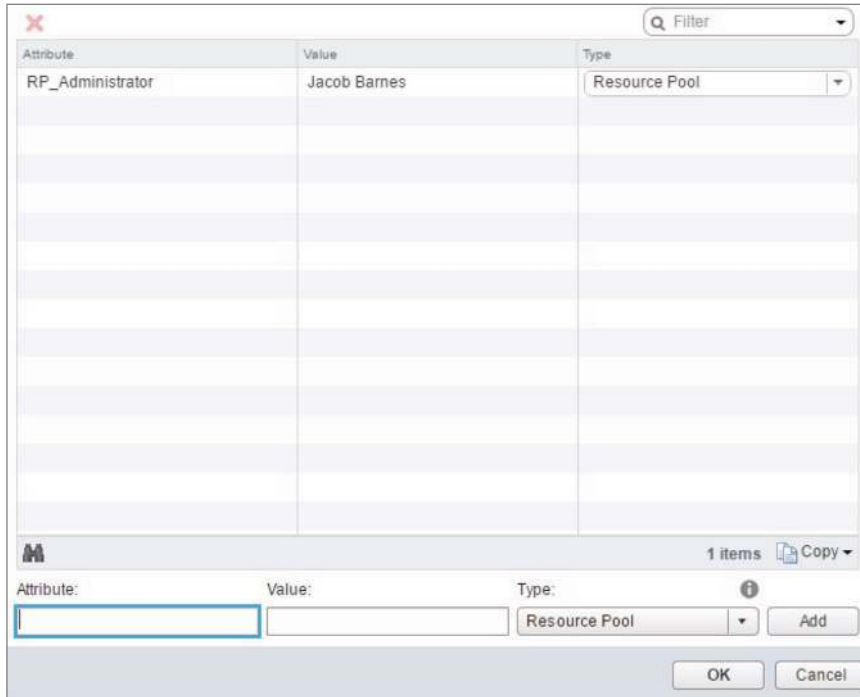 Filter
Attribute Value Type
RP_Administrator Jacob Barnes Resource Pool
1 items Copy
Attribute: Value: Type:
Resource Pool Add
OK Cancel